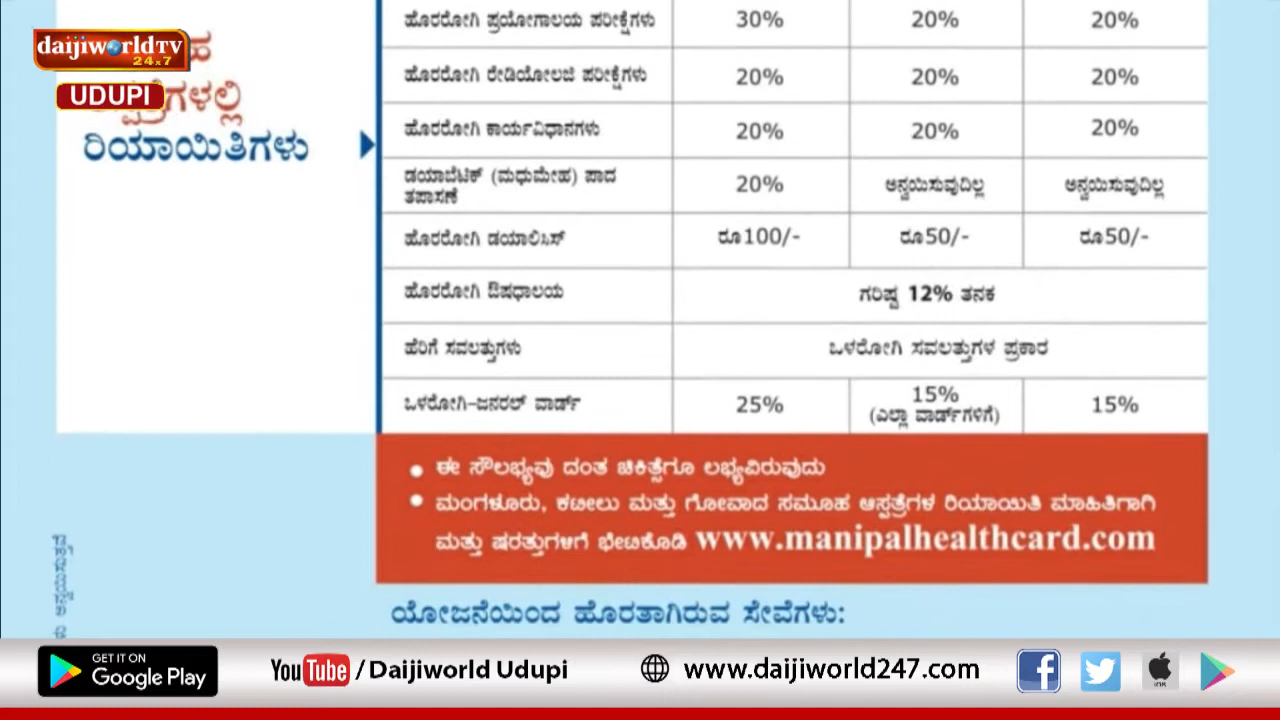 daijiworldTV
24x7
UDUPI
ರಿಯಾಯಿತಿಗಳು
ಹೊರರೋಗಿ ಪ್ರಯೋಗಾಲಯ ಪರೀಕ್ಷೆಗಳು 30% 20% 20%
ಹೊರರೋಗಿ ರೇಡಿಯೋಲಜಿ ಪರೀಕ್ಷೆಗಳು 20% 20% 20%
ಹೊರರೋಗಿ ಕಾರ್ಯವಿಧಾನಗಳು 20% 20% 20%
ಡಯಾಬೆಟಿಕ್ (ಮಧುಮೇಹ) ಪಾದ
ತಪಾಸಣೆ 20% ಅನ್ವಯಿಸುವುದಿಲ್ಲ ಅನ್ವಯಿಸುವುದಿಲ್ಲ
ಹೊರರೋಗಿ ಡಯಾಲಿಸಿಸ್ ರೂ100/- ರೂ50/- ರೂ50/-
ಹೊರರೋಗಿ ಔಷಧಾಲಯ ಗರಿಷ್ಟ 12% ತನಕ
ಹೆರಿಗೆ ಸವಲತ್ತುಗಳು ಒಳರೋಗಿ ಸವಲತ್ತುಗಳ ಪ್ರಕಾರ
ಒಳರೋಗಿ-ಜನರಲ್ ವಾರ್ಡ್ 25% 15% 15%
(ಎಲ್ಲಾ ವಾರ್ಡ್‌ಗಳಿಗೆ)
• ಈ ಸೌಲಭ್ಯವು ದಂತ ಚಿಕಿತ್ಸೆಗೂ ಲಭ್ಯವಿರುವುದು
• ಮಂಗಳೂರು, ಕಟೀಲು ಮತ್ತು ಗೋವಾದ ಸಮೂಹ ಆಸ್ಪತ್ರೆಗಳ ರಿಯಾಯಿತಿ ಮಾಹಿತಿಗಾಗಿ
ಮತ್ತು ಷರತ್ತುಗಳಿಗೆ ಭೇಟಿಕೊಡಿ www.manipalhealthcard.com
ಯೋಜನೆಯಿಂದ ಹೊರತಾಗಿರುವ ಸೇವೆಗಳು:
GET IT ON
Google Play
YouTube /Daijiworld Udupi www.daijiworld247.com